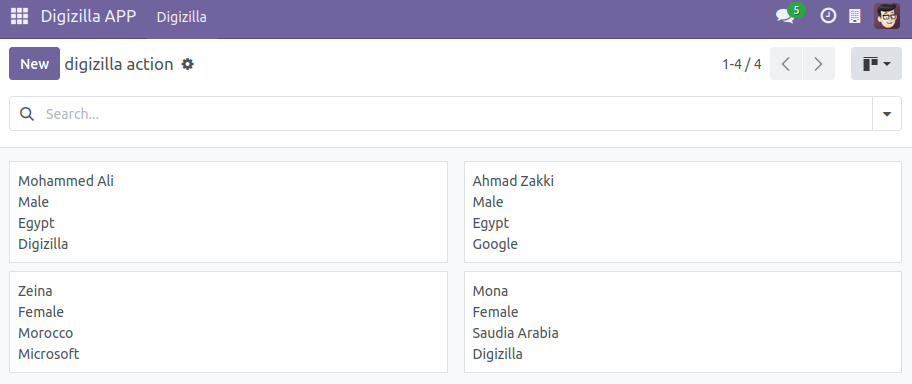 Digizilla APP Digizilla 5
New digizilla action 1-4 / 4
Search...
Mohammed Ali
Male
Egypt
Digizilla
Ahmad Zakki
Male
Egypt
Google
Zeina
Female
Morocco
Microsoft
Mona
Female
Saudia Arabia
Digizilla